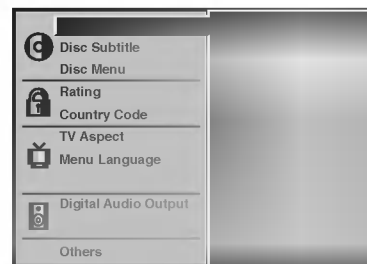 Disc Subtitle
Disc Menu
Rating
Country Code
TV Aspect
Menu Language
Digital Audio Output
Others